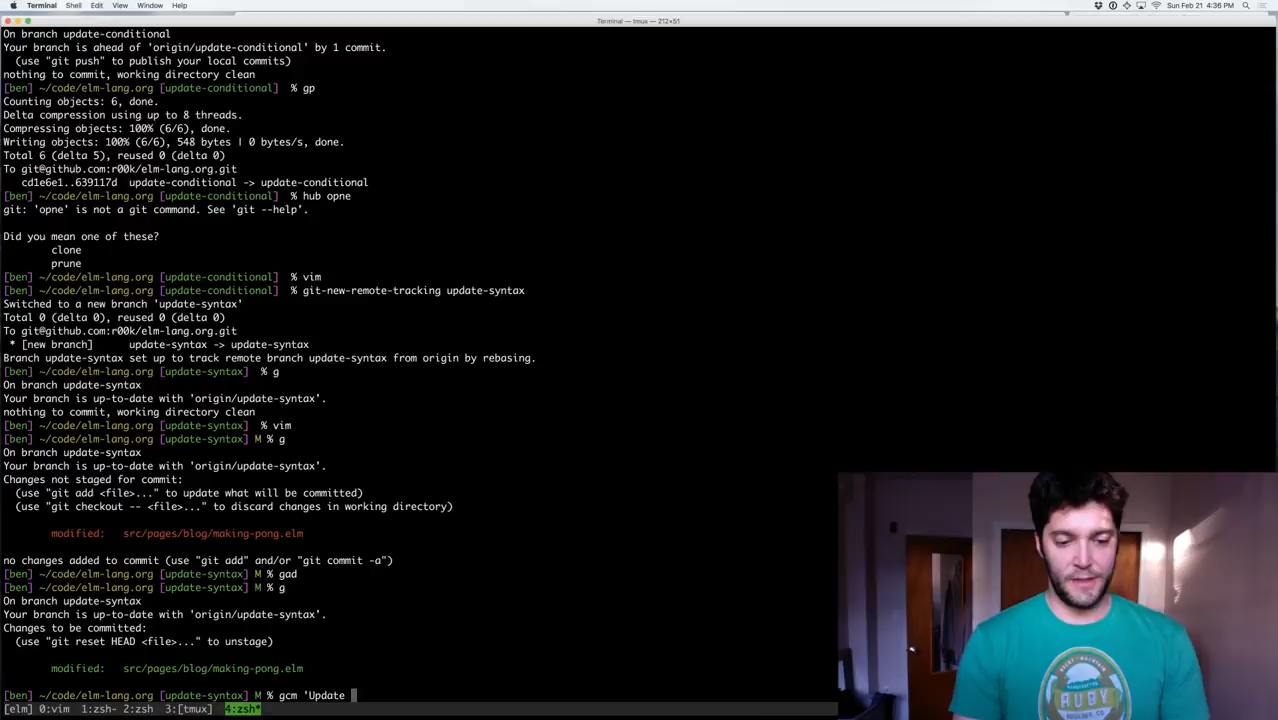 Terminal Shell Edit View Window Help Sun Feb 21 4:36 PM
Terminal — tmux — 212×51
On branch update-conditional
Your branch is ahead of 'origin/update-conditional' by 1 commit.
(use "git push" to publish your local commits)
nothing to commit, working directory clean
[ben] ~/code/elm-lang.org [update-conditional] % gp
Counting objects: 6, done.
Delta compression using up to 8 threads.
Compressing objects: 100% (6/6), done.
Writing objects: 100% (6/6), 548 bytes | 0 bytes/s, done.
Total 6 (delta 5), reused 0 (delta 0)
To git@github.com:r00k/elm-lang.org.git
cd1e6e1..639117d update-conditional -> update-conditional
[ben] ~/code/elm-lang.org [update-conditional] % hub opne
git: 'opne' is not a git command. See 'git --help'.
Did you mean one of these?
clone
prune
[ben] ~/code/elm-lang.org [update-conditional] % vim
[ben] ~/code/elm-lang.org [update-conditional] % git-new-remote-tracking update-syntax
Switched to a new branch 'update-syntax'
Total 0 (delta 0), reused 0 (delta 0)
To git@github.com:r00k/elm-lang.org.git
* [new branch] update-syntax -> update-syntax
Branch update-syntax set up to track remote branch update-syntax from origin by rebasing.
[ben] ~/code/elm-lang.org [update-syntax] % g
On branch update-syntax
Your branch is up-to-date with 'origin/update-syntax'.
nothing to commit, working directory clean
[ben] ~/code/elm-lang.org [update-syntax] % vim
[ben] ~/code/elm-lang.org [update-syntax] M % g
On branch update-syntax
Your branch is up-to-date with 'origin/update-syntax'.
Changes not staged for commit:
(use "git add <file>..." to update what will be committed)
(use "git checkout -- <file>..." to discard changes in working directory)
modified: src/pages/blog/making-pong.elm
no changes added to commit (use "git add" and/or "git commit -a")
[ben] ~/code/elm-lang.org [update-syntax] M % gad
[ben] ~/code/elm-lang.org [update-syntax] M % g
On branch update-syntax
Your branch is up-to-date with 'origin/update-syntax'.
Changes to be committed:
(use "git reset HEAD <file>..." to unstage)
modified: src/pages/blog/making-pong.elm
[ben] ~/code/elm-lang.org [update-syntax] M % gcm 'Update
[elm] 0:vim 1:zsh- 2:zsh 3:[tmux] 4:zsh*
RUBY